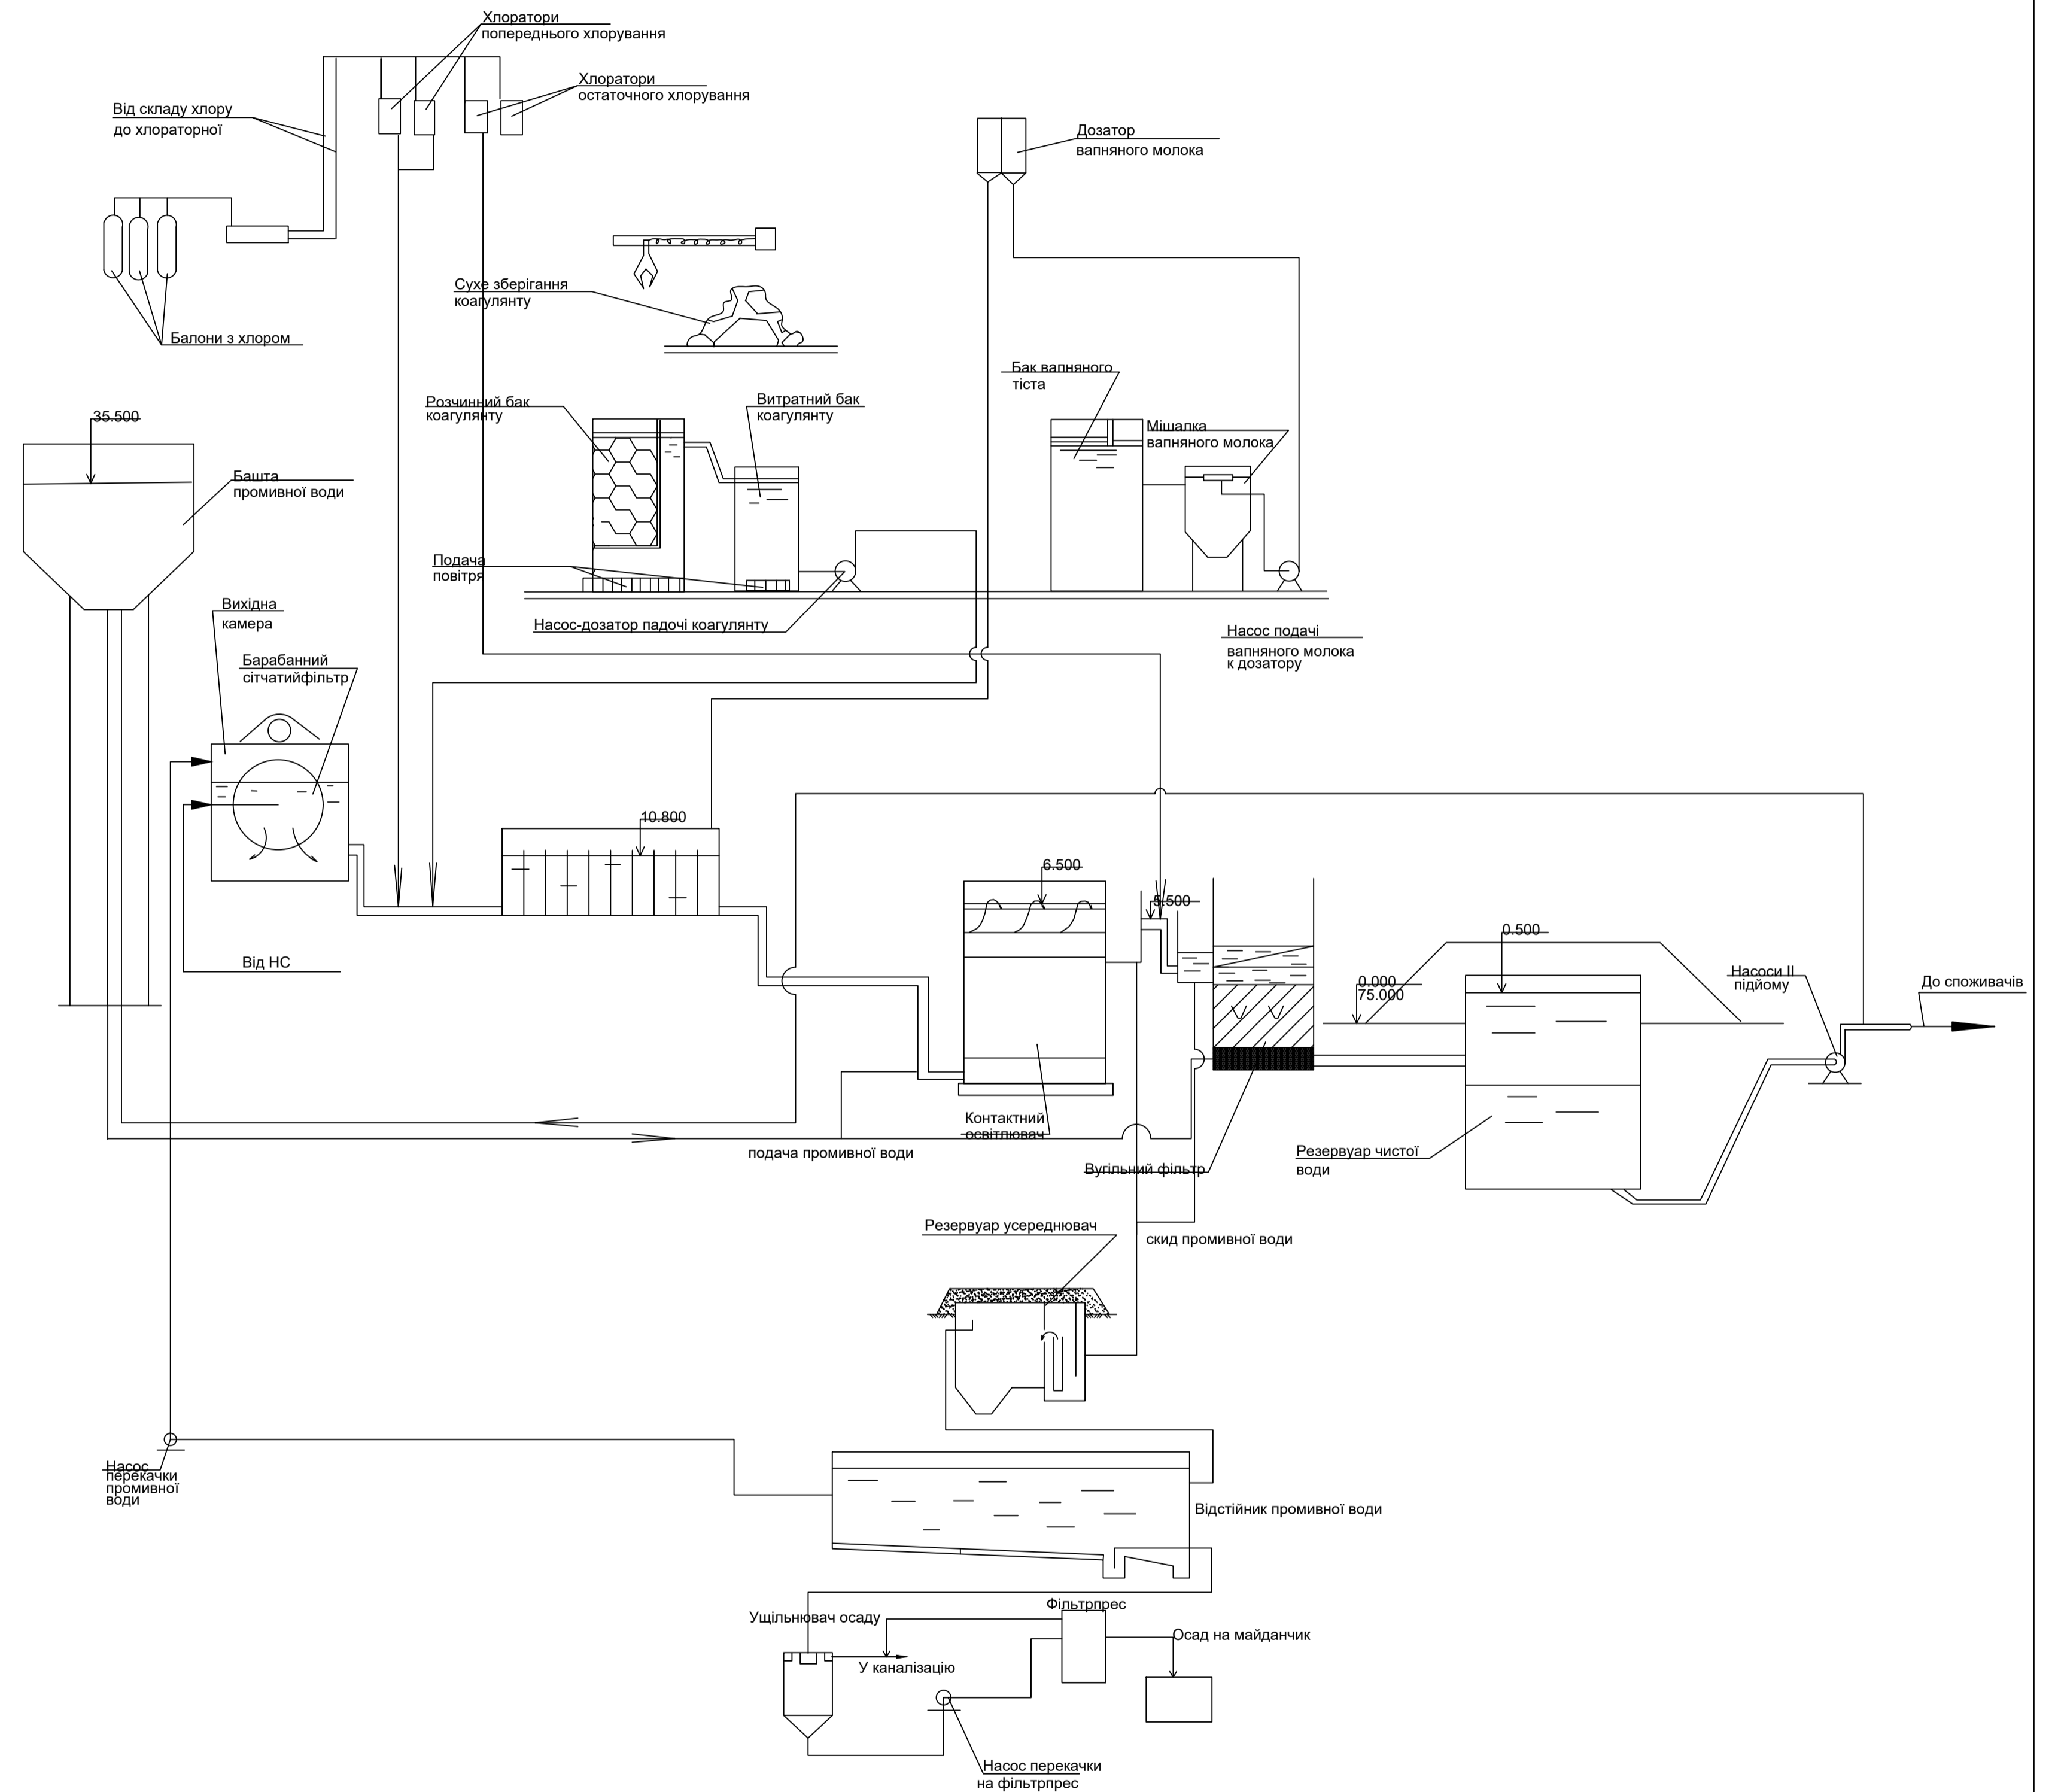 Хлоратори
попереднього хлорування
Хлоратори
остаточного хлорування
Від складу хлору
до хлораторної
Дозатор
вапняного молока
Сухе зберігання
коагулянту
Балони з хлором
Бак вапняного
тіста
Розчинний бак
коагулянту
Витратний бак
коагулянту
35.500
Мішалка
вапняного молока
Башта
промивної води
Подача
повітря
Вихідна
камера
Насос-дозатор падочі коагулянту
Насос подачі
вапняного молока
к дозатору
Барабанний
сітчатийфільтр
10.800
6.500
5.500
0.500
Від НС
0.000
75.000
Насоси ІІ
підйому
До споживачів
Контактний
освітлювач
подача промивної води
Вугільний фільтр
Резервуар чистої
води
Резервуар усереднювач
скид промивної води
Насос
перекачки
промивної
води
Відстійник промивної води
Ущільнювач осаду
Фільтрпрес
Осад на майданчик
У каналізацію
Насос перекачки
на фільтрпрес